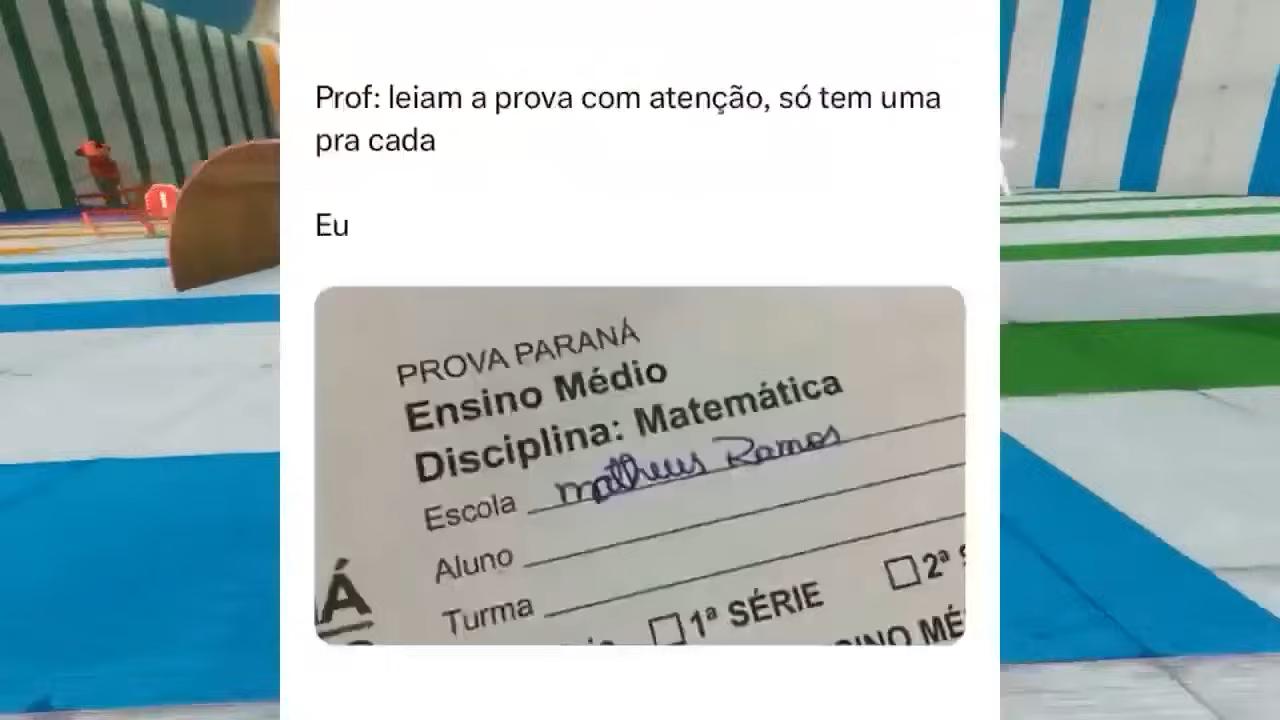 Prof: leiam a prova com atenção, só tem uma
pra cada
Eu
PROVA PARANÁ
Ensino Médio
Disciplina: Matemática
Escola matheus Ramos
Aluno
Turma
1ª SÉRIE
2ª